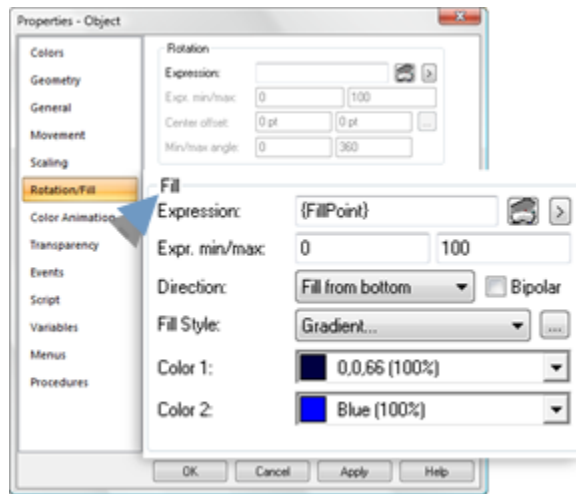 Properties - Object
Colors
Geometry
General
Movement
Scaling
Rotation/Fill
Color Animation
Transparency
Events
Script
Variables
Menus
Procedures
Rotation
Expression:
Expr. min/max: 0 100
Center offset: 0 pt 0 pt ...
Min/max angle: 0 360
Fill
Expression: {FillPoint} >
Expr. min/max: 0 100
Direction: Fill from bottom Bipolar
Fill Style: Gradient... ...
Color 1: 0,0,66 (100%)
Color 2: Blue (100%)
OK Cancel Apply Help